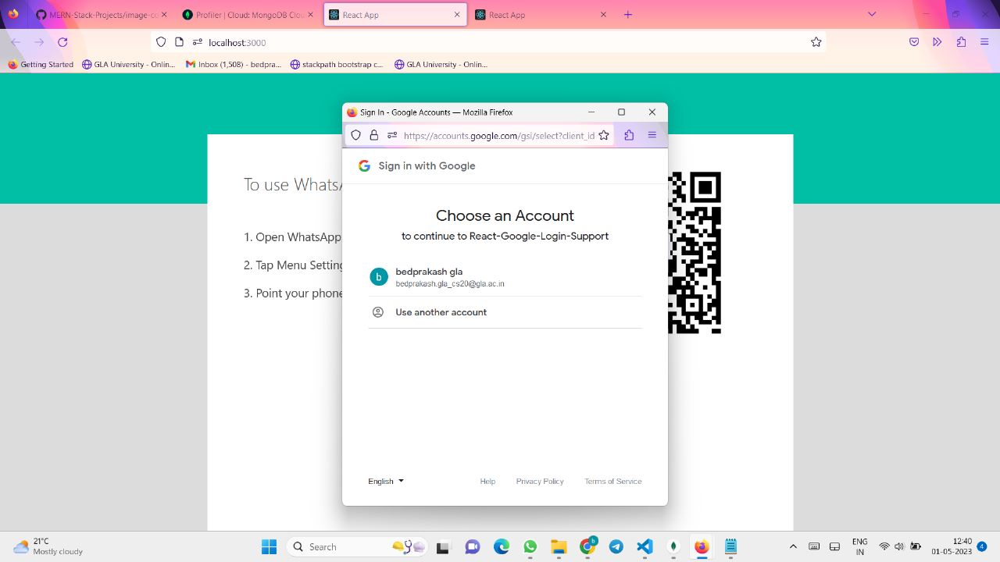 MERN-Stack-Projects/image-co
Profiler | Cloud: MongoDB Clou
React App
React App
localhost:3000
Getting Started
GLA University - Onlin...
Inbox (1,508) - bedpra...
stackpath bootstrap c...
GLA University - Onlin...
Sign In - Google Accounts — Mozilla Firefox
https://accounts.google.com/gsi/select?client_id
Sign in with Google
To use WhatsA
Choose an Account
to continue to React-Google-Login-Support
1. Open WhatsApp
2. Tap Menu Setting
3. Point your phone
b
bedprakash gla
bedprakash.gla_cs20@gla.ac.in
Use another account
English
Help
Privacy Policy
Terms of Service
21°C
Mostly cloudy
Search
b
ENG
IN
12:40
01-05-2023
4